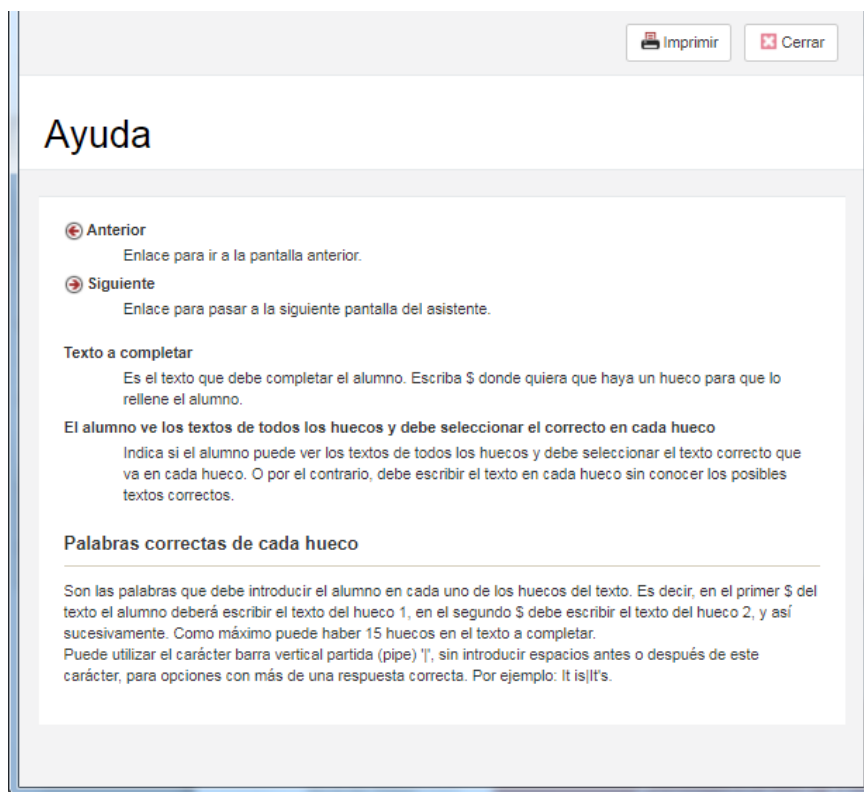 Imprimir
Cerrar
Ayuda
Anterior
Enlace para ir a la pantalla anterior.
Siguiente
Enlace para pasar a la siguiente pantalla del asistente.
Texto a completar
Es el texto que debe completar el alumno. Escriba $ donde quiera que haya un hueco para que lo
rellene el alumno.
El alumno ve los textos de todos los huecos y debe seleccionar el correcto en cada hueco
Indica si el alumno puede ver los textos de todos los huecos y debe seleccionar el texto correcto que
va en cada hueco. O por el contrario, debe escribir el texto en cada hueco sin conocer los posibles
textos correctos.
Palabras correctas de cada hueco
Son las palabras que debe introducir el alumno en cada uno de los huecos del texto. Es decir, en el primer $ del
texto el alumno deberá escribir el texto del hueco 1, en el segundo $ debe escribir el texto del hueco 2, y así
sucesivamente. Como máximo puede haber 15 huecos en el texto a completar.
Puede utilizar el carácter barra vertical partida (pipe) '|', sin introducir espacios antes o después de este
carácter, para opciones con más de una respuesta correcta. Por ejemplo: It is|It's.